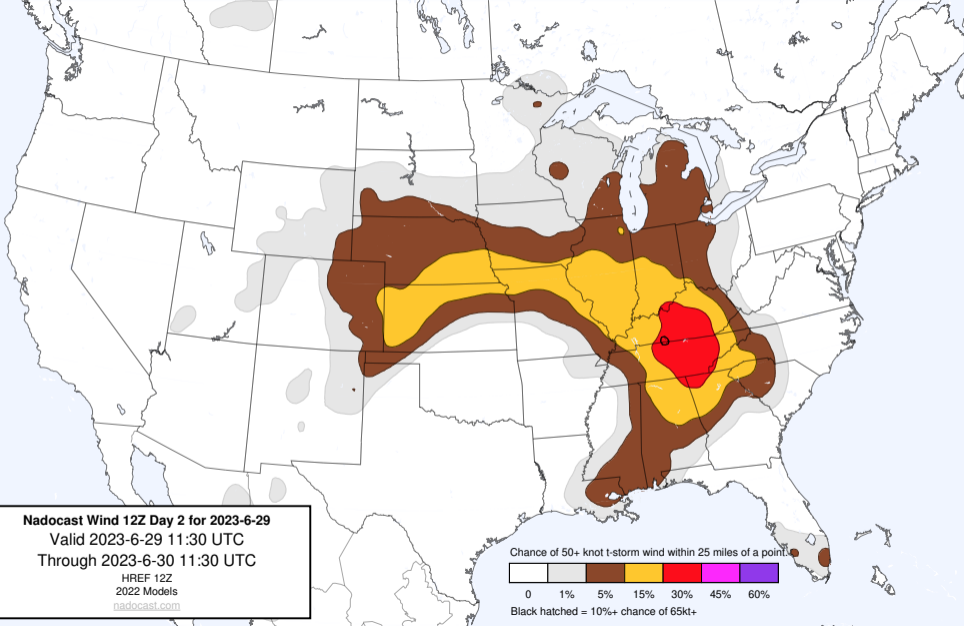 Nadocast Wind 12Z Day 2 for 2023-6-29
Valid 2023-6-29 11:30 UTC
Through 2023-6-30 11:30 UTC
HREF 12Z
2022 Models
nadocast.com
Chance of 50+ knot t-storm wind within 25 miles of a point.
0 1% 5% 15% 30% 45% 60%
Black hatched = 10%+ chance of 65kt+